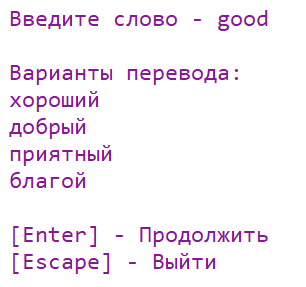 Введите слово - good
Варианты перевода:
хороший
добрый
приятный
благой
[Enter] - Продолжить
[Escape] - Выйти